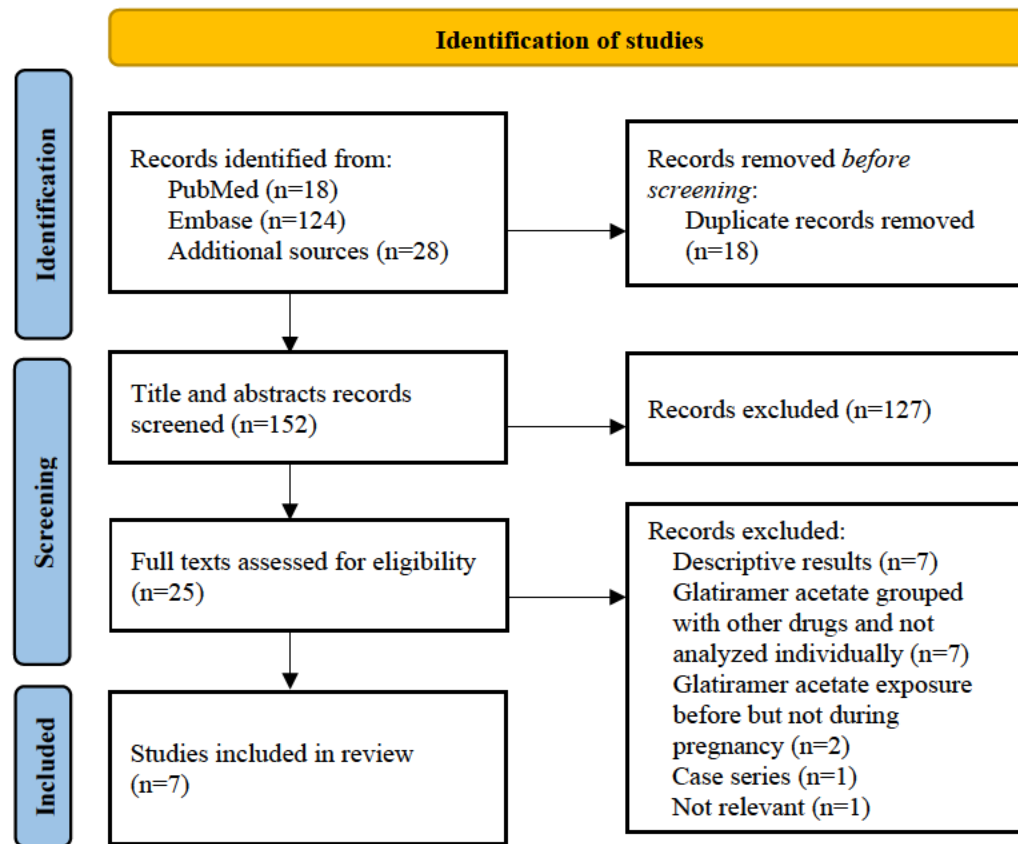 Identification of studies
Identification
Records identified from:
PubMed (n=18)
Embase (n=124)
Additional sources (n=28)
Records removed before
screening:
Duplicate records removed
(n=18)
Screening
Title and abstracts records
screened (n=152)
Records excluded (n=127)
Full texts assessed for eligibility
(n=25)
Records excluded:
Descriptive results (n=7)
Glatiramer acetate grouped
with other drugs and not
analyzed individually (n=7)
Glatiramer acetate exposure
before but not during
pregnancy (n=2)
Case series (n=1)
Not relevant (n=1)
Included
Studies included in review
(n=7)